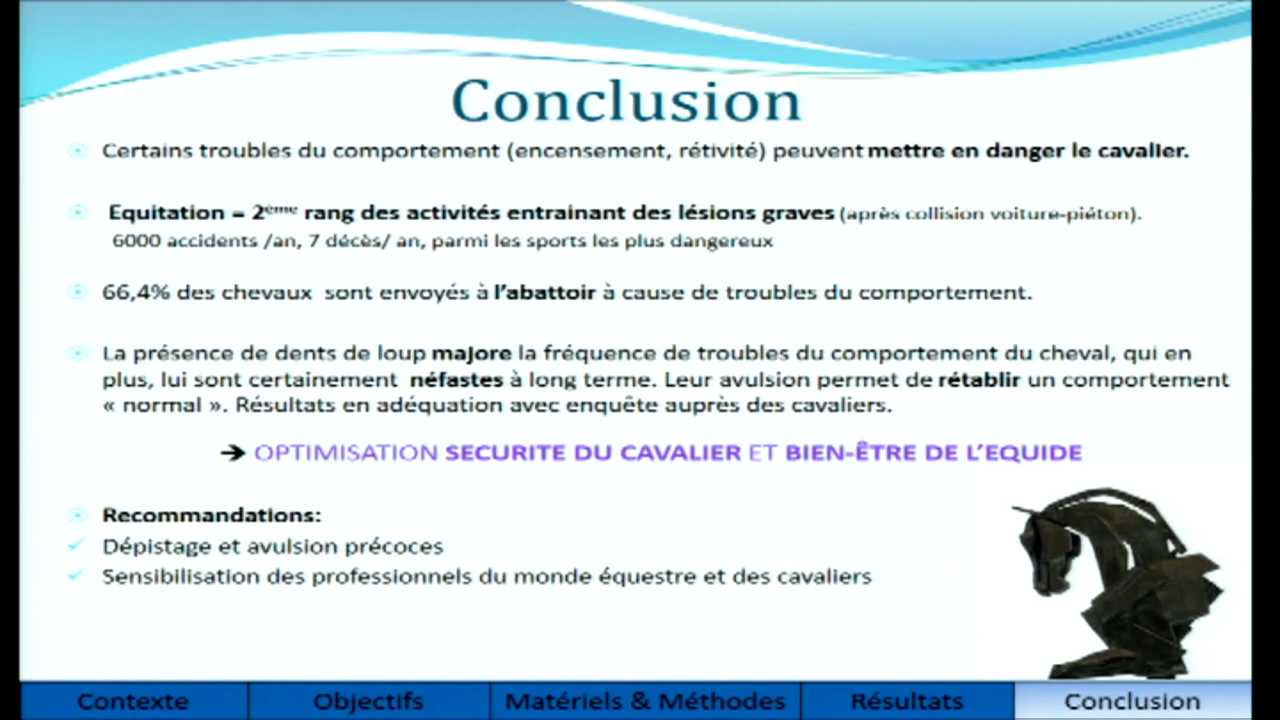 Conclusion
Certains troubles du comportement (encensement, rétivité) peuvent mettre en danger le cavalier.
Equitation = 2ème rang des activités entrainant des lésions graves (après collision voiture-piéton).
6000 accidents /an, 7 décès/ an, parmi les sports les plus dangereux
66,4% des chevaux sont envoyés à l'abattoir à cause de troubles du comportement.
La présence de dents de loup majore la fréquence de troubles du comportement du cheval, qui en
plus, lui sont certainement néfastes à long terme. Leur avulsion permet de rétablir un comportement
« normal ». Résultats en adéquation avec enquête auprès des cavaliers.
➔ OPTIMISATION SECURITE DU CAVALIER ET BIEN-ÊTRE DE L'EQUIDE
Recommandations:
✓ Dépistage et avulsion précoces
✓ Sensibilisation des professionnels du monde équestre et des cavaliers
Contexte Objectifs Matériels & Méthodes Résultats Conclusion